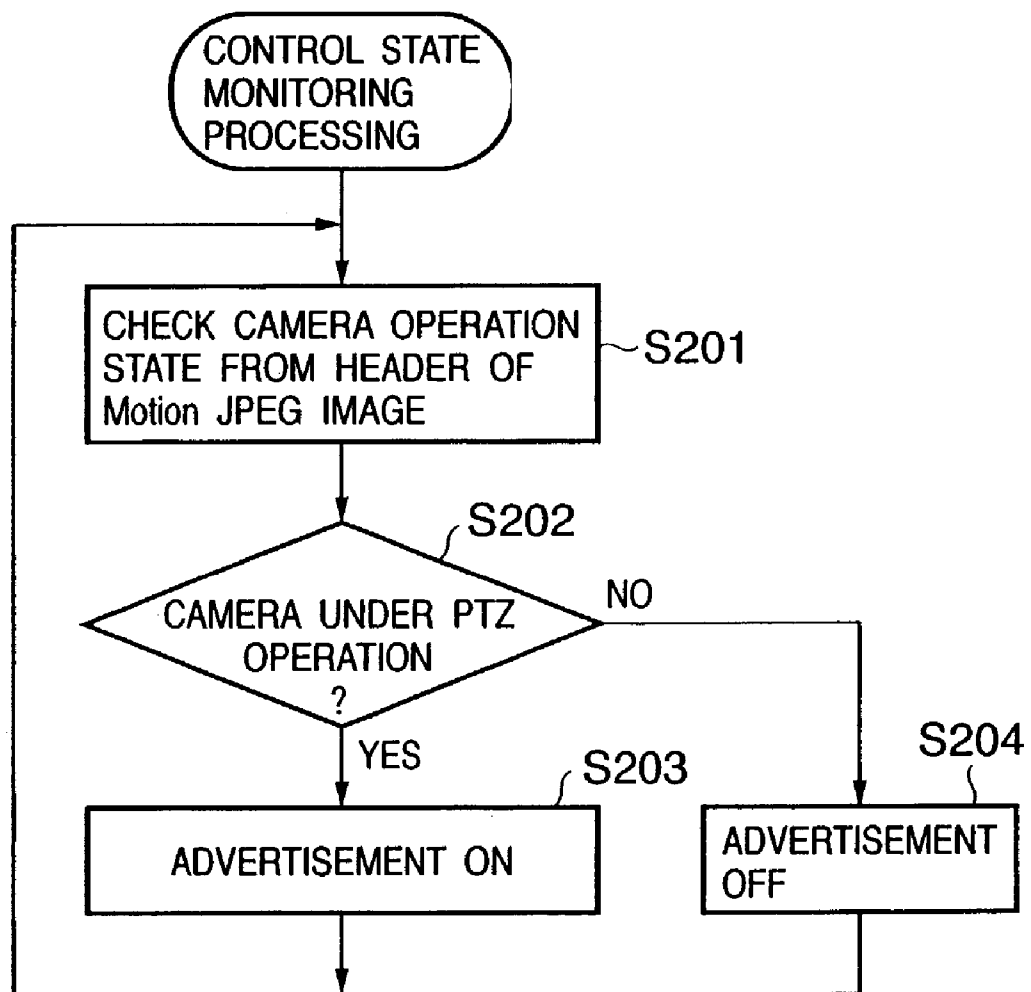 CONTROL STATE
MONITORING
PROCESSING
CHECK CAMERA OPERATION
STATE FROM HEADER OF
Motion JPEG IMAGE
S201
S202
CAMERA UNDER PTZ
OPERATION
?
NO
YES
S203
ADVERTISEMENT ON
S204
ADVERTISEMENT
OFF